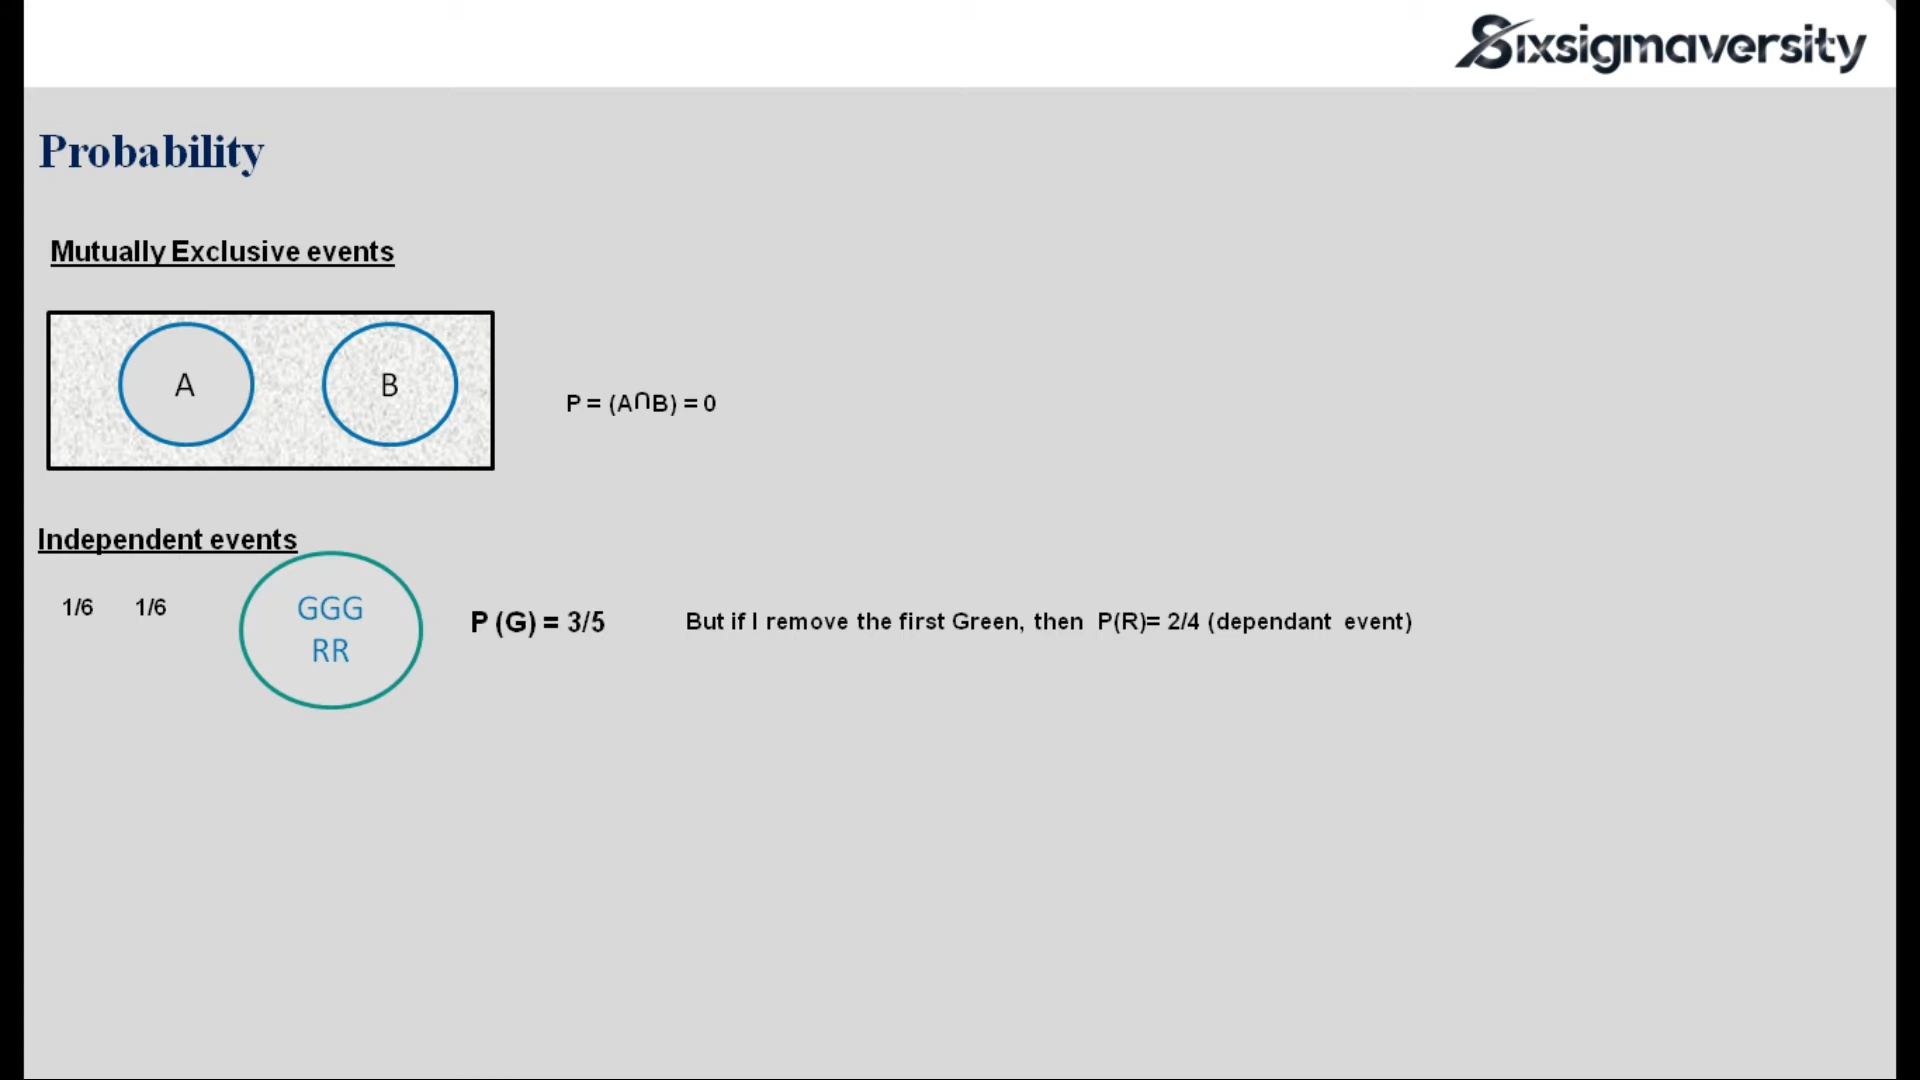 Sixsigmaversity
Probability
Mutually Exclusive events
A B
P = (A∩B) = 0
Independent events
1/6 1/6
GGG
RR
P (G) = 3/5 But if I remove the first Green, then P(R)= 2/4 (dependant event)